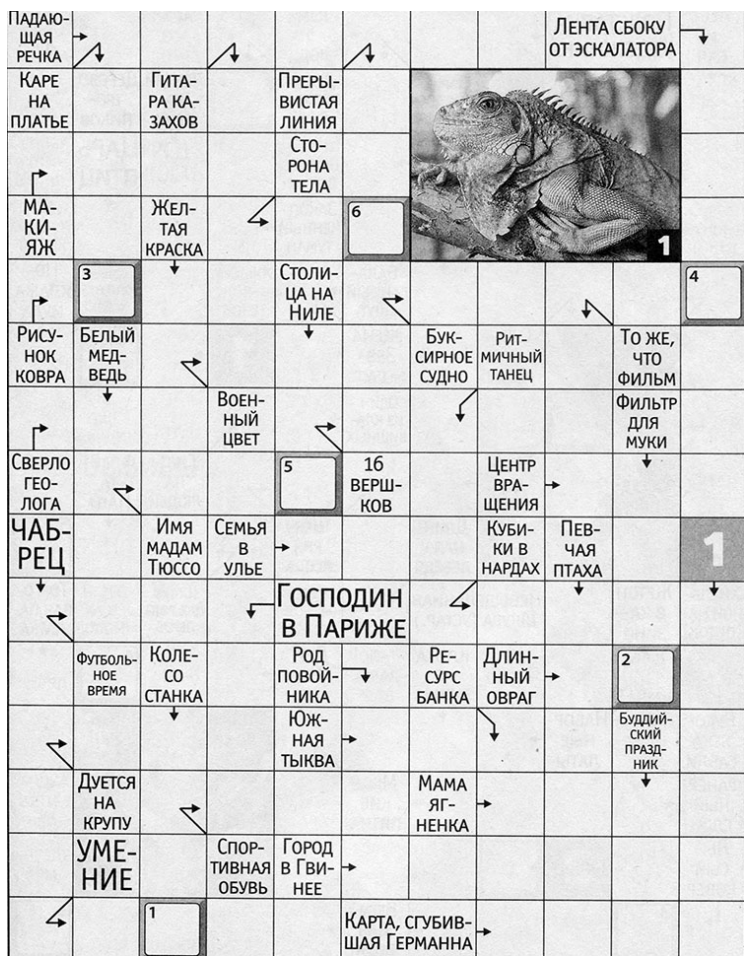 ПАДАЮ-
ЩАЯ
РЕЧКА
ЛЕНТА СБОКУ
ОТ ЭСКАЛАТОРА
КАРЕ
НА
ПЛАТЬЕ
ГИТА-
РА КА-
ЗАХОВ
ПРЕРЫ-
ВИСТАЯ
ЛИНИЯ
СТО-
РОНА
ТЕЛА
1
МА-
КИ-
ЯЖ
ЖЕЛ-
ТАЯ
КРАСКА
6
3
СТОЛИ-
ЦА НА
НИЛЕ
4
РИСУ-
НОК
КОВРА
БЕЛЫЙ
МЕД-
ВЕДЬ
БУК-
СИРНОЕ
СУДНО
РИТ-
МИЧНЫЙ
ТАНЕЦ
ТО ЖЕ,
ЧТО
ФИЛЬМ
ВОЕН-
НЫЙ
ЦВЕТ
ФИЛЬТР
ДЛЯ
МУКИ
СВЕРЛО
ГЕО-
ЛОГА
5
16
ВЕРШ-
КОВ
ЦЕНТР
ВРА-
ЩЕНИЯ
ЧАБ-
РЕЦ
ИМЯ
МАДАМ
ТЮССО
СЕМЬЯ
В
УЛЬЕ
КУБИ-
КИ В
НАРДАХ
ПЕВ-
ЧАЯ
ПТАХА
1
ГОСПОДИН
В ПАРИЖЕ
ФУТБОЛЬ-
НОЕ
ВРЕМЯ
КОЛЕ-
СО
СТАНКА
РОД
ПОВОЙ-
НИКА
РЕ-
СУРС
БАНКА
ДЛИН-
НЫЙ
ОВРАГ
2
ЮЖ-
НАЯ
ТЫКВА
БУДДИЙ-
СКИЙ
ПРАЗД-
НИК
ДУЕТСЯ
НА
КРУПУ
МАМА
ЯГ-
НЕНКА
УМЕ-
НИЕ
СПОР-
ТИВНАЯ
ОБУВЬ
ГОРОД
В ГВИ-
НЕЕ
1
КАРТА, СГУБИВ-
ШАЯ ГЕРМАННА